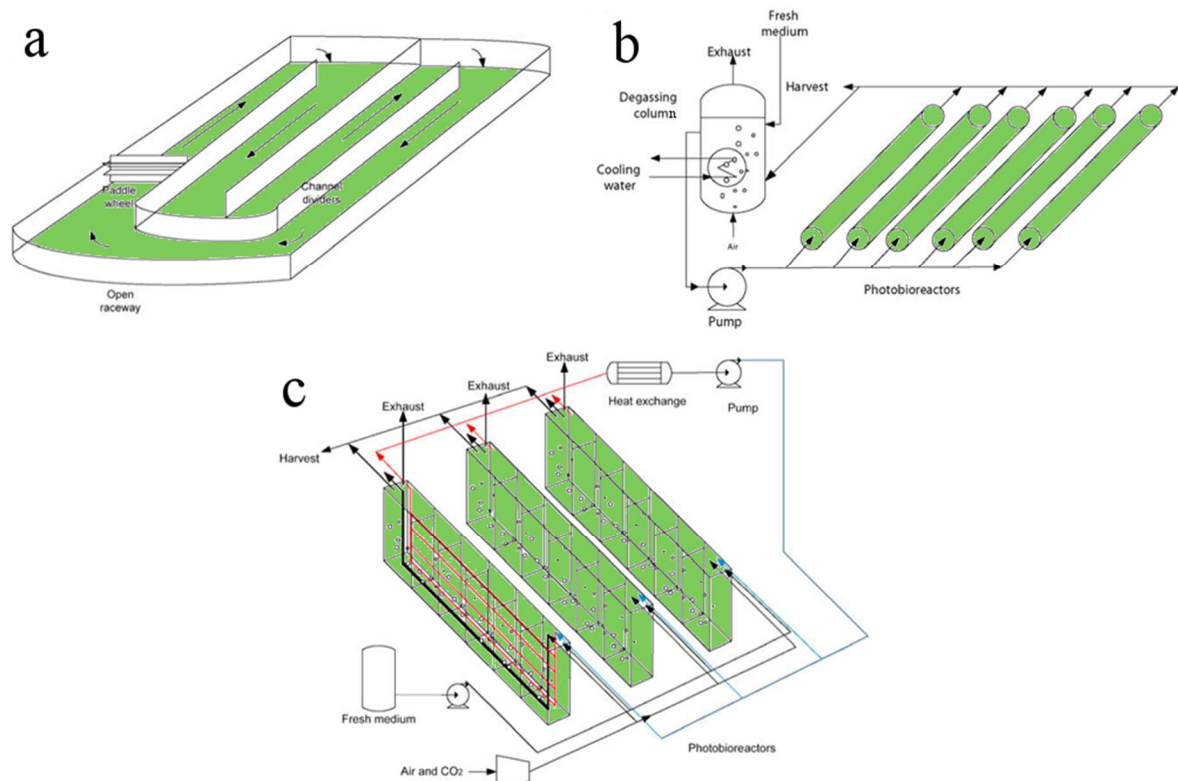 a
Paddle
wheel
Channel
dividers
Open
raceway
b
Fresh
medium
Exhaust
Degassing
column
Harvest
Cooling
water
Air
Pump
Photobioreactors
c
Exhaust
Exhaust
Exhaust
Heat exchange
Pump
Harvest
Fresh medium
Air and CO₂
Photobioreactors